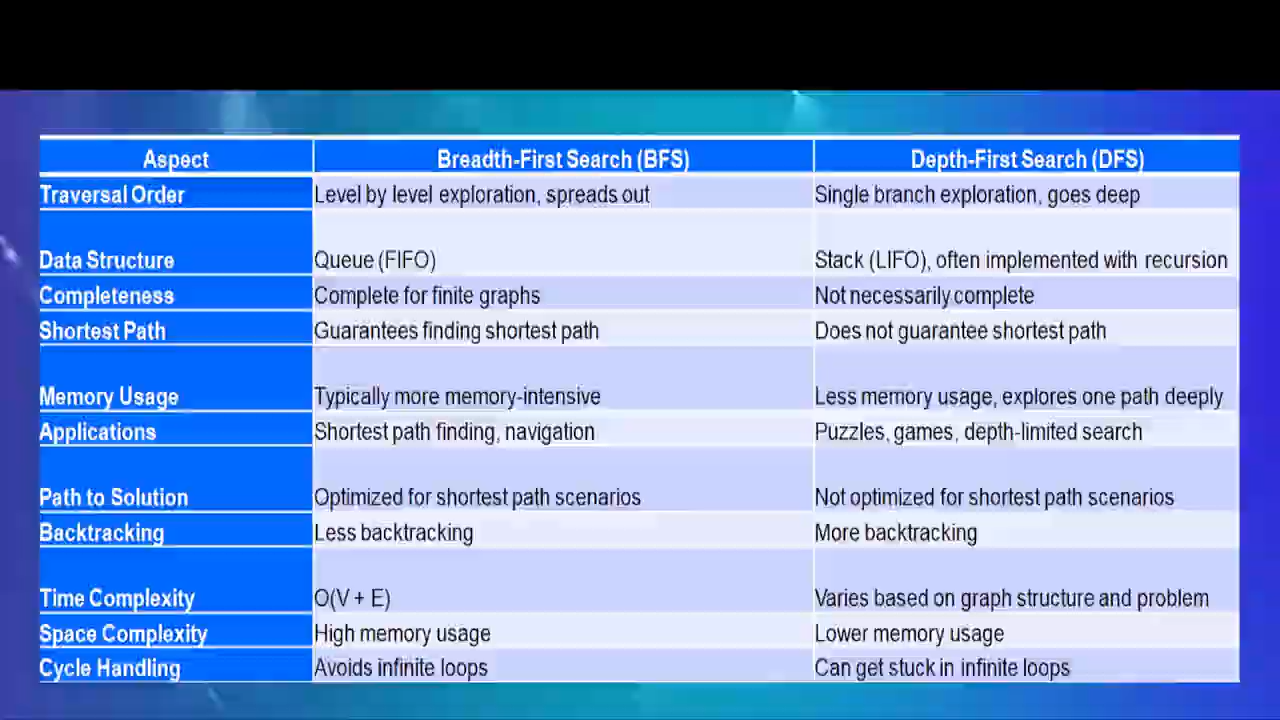 Aspect Breadth-First Search (BFS) Depth-First Search (DFS)
Traversal Order Level by level exploration, spreads out Single branch exploration, goes deep
Data Structure Queue (FIFO) Stack (LIFO), often implemented with recursion
Completeness Complete for finite graphs Not necessarily complete
Shortest Path Guarantees finding shortest path Does not guarantee shortest path
Memory Usage Typically more memory-intensive Less memory usage, explores one path deeply
Applications Shortest path finding, navigation Puzzles, games, depth-limited search
Path to Solution Optimized for shortest path scenarios Not optimized for shortest path scenarios
Backtracking Less backtracking More backtracking
Time Complexity O(V + E) Varies based on graph structure and problem
Space Complexity High memory usage Lower memory usage
Cycle Handling Avoids infinite loops Can get stuck in infinite loops